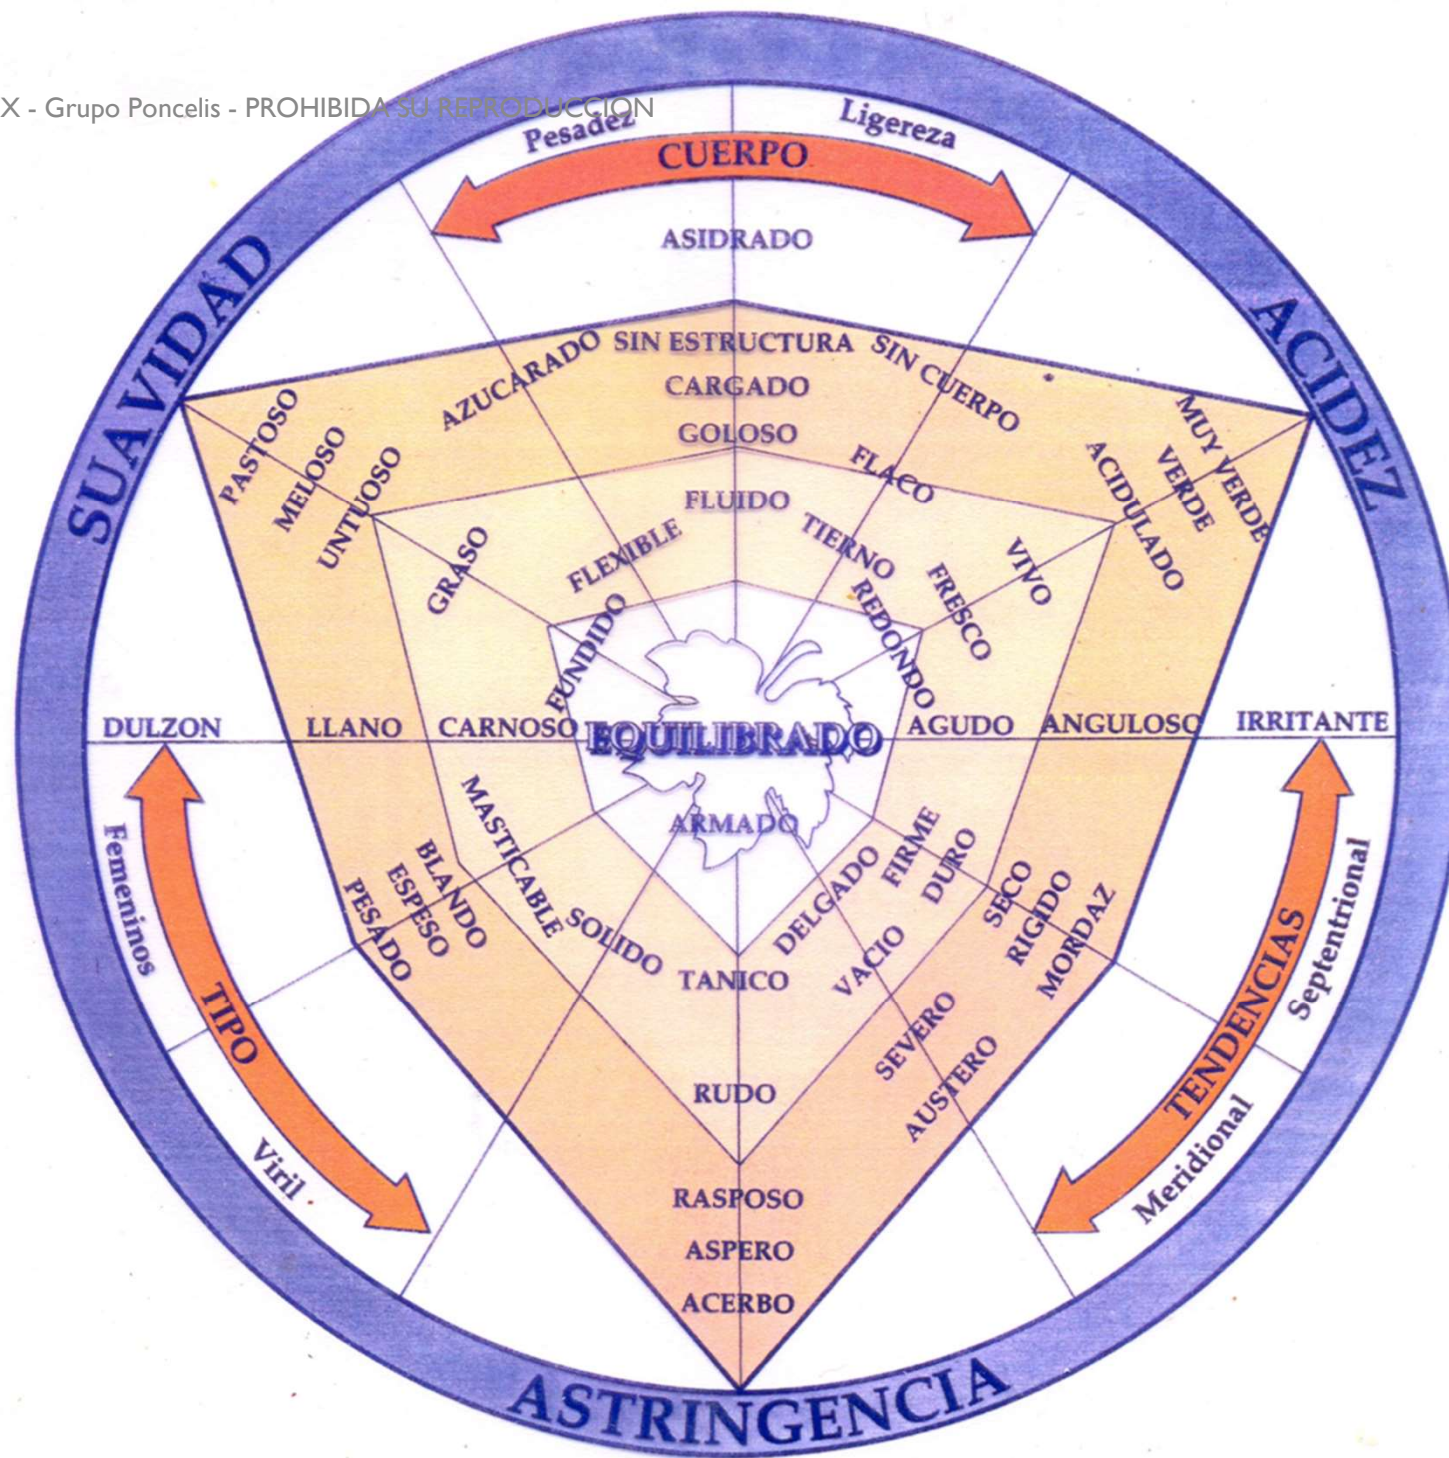 X - Grupo Poncelis - PROHIBIDA SU REPRODUCCION
Pesadez
Ligereza
CUERPO
ASIDRADO
SUAVIDAD
ACIDEZ
AZUCARADO
SIN ESTRUCTURA
SIN CUERPO
CARGADO
GOLOSO
PASTOSO
MELOSO
UNTUOSO
MUY VERDE
VERDE
ACIDULADO
FLACO
FLUIDO
GRASO
FLEXIBLE
TIERNO
VIVO
FRESCO
FUNDIDO
REDONDO
DULZON
LLANO
CARNOSO
EQUILIBRADO
AGUDO
ANGULOSO
IRRITANTE
ARMADO
MASTICABLE
BLANDO
ESPESO
PESADO
SOLIDO
TANICO
DELGADO
FIRME
DURO
VACIO
SECO
RIGIDO
MORDAZ
SEVERO
AUSTERO
RUDO
RASPOSO
ASPERO
ACERBO
Femeninos
TIPO
Viril
Septentrional
TENDENCIAS
Meridional
ASTRINGENCIA